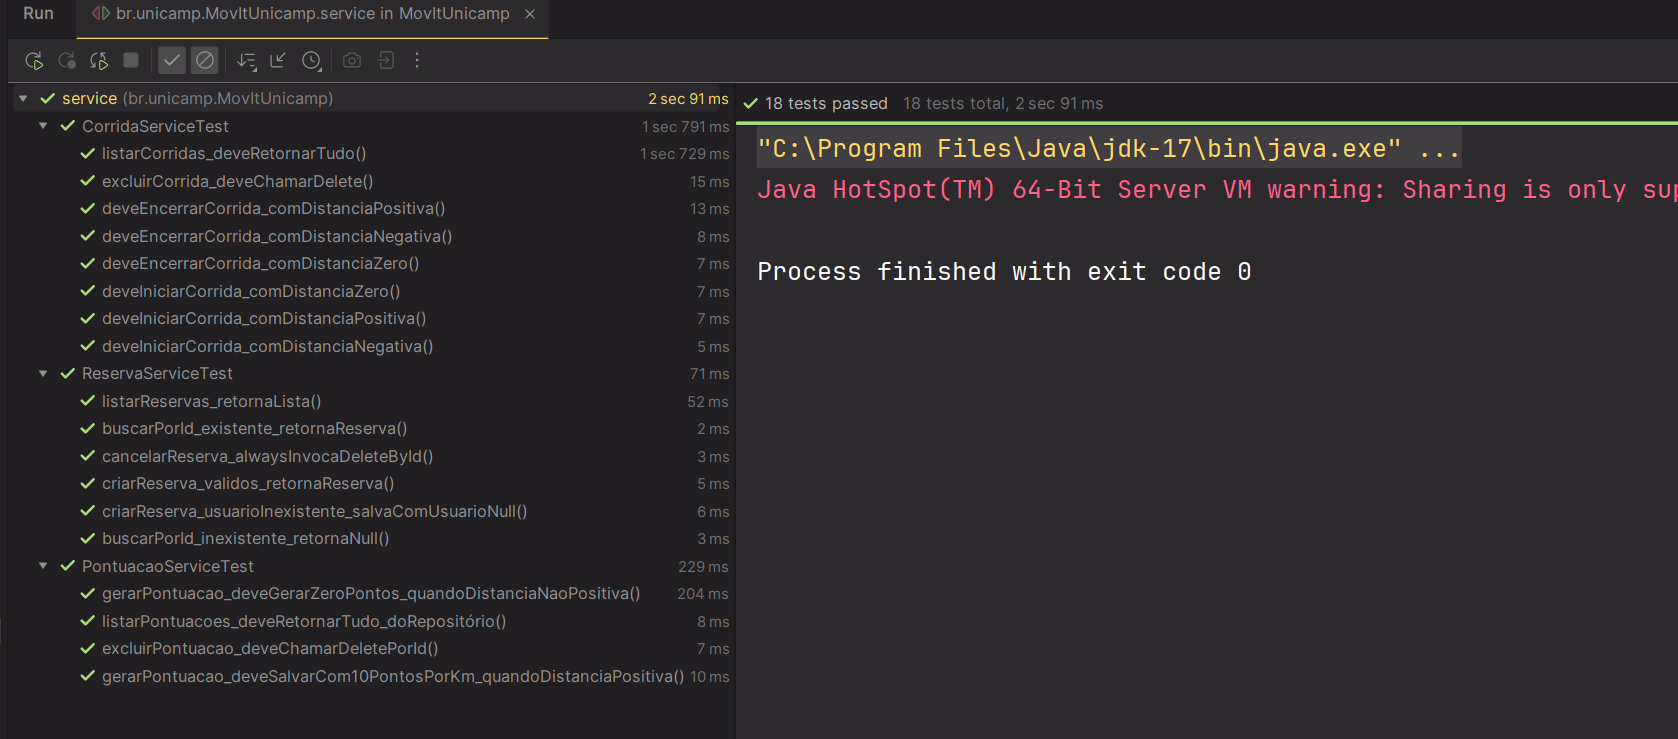 Run br.unicamp.MovItUnicamp.service in MovItUnicamp
service (br.unicamp.MovItUnicamp) 2 sec 91 ms
CorridaServiceTest 1 sec 791 ms
listarCorridas_deveRetornarTudo() 1 sec 729 ms
excluirCorrida_deveChamarDelete() 15 ms
deveEncerrarCorrida_comDistanciaPositiva() 13 ms
deveEncerrarCorrida_comDistanciaNegativa() 8 ms
deveEncerrarCorrida_comDistanciaZero() 7 ms
deveIniciarCorrida_comDistanciaZero() 7 ms
deveIniciarCorrida_comDistanciaPositiva() 7 ms
deveIniciarCorrida_comDistanciaNegativa() 5 ms
ReservaServiceTest 71 ms
listarReservas_retornaLista() 52 ms
buscarPorId_existente_retornaReserva() 2 ms
cancelarReserva_alwaysInvocaDeleteById() 3 ms
criarReserva_validos_retornaReserva() 5 ms
criarReserva_usuarioInexistente_salvaComUsuarioNull() 6 ms
buscarPorId_inexistente_retornaNull() 3 ms
PontuacaoServiceTest 229 ms
gerarPontuacao_deveGerarZeroPontos_quandoDistanciaNaoPositiva() 204 ms
listarPontuacoes_deveRetornarTudo_doRepositório() 8 ms
excluirPontuacao_deveChamarDeletePorId() 7 ms
gerarPontuacao_deveSalvarCom10PontosPorKm_quandoDistanciaPositiva() 10 ms
18 tests passed 18 tests total, 2 sec 91 ms
"C:\Program Files\Java\jdk-17\bin\java.exe" ...
Java HotSpot(TM) 64-Bit Server VM warning: Sharing is only sup
Process finished with exit code 0